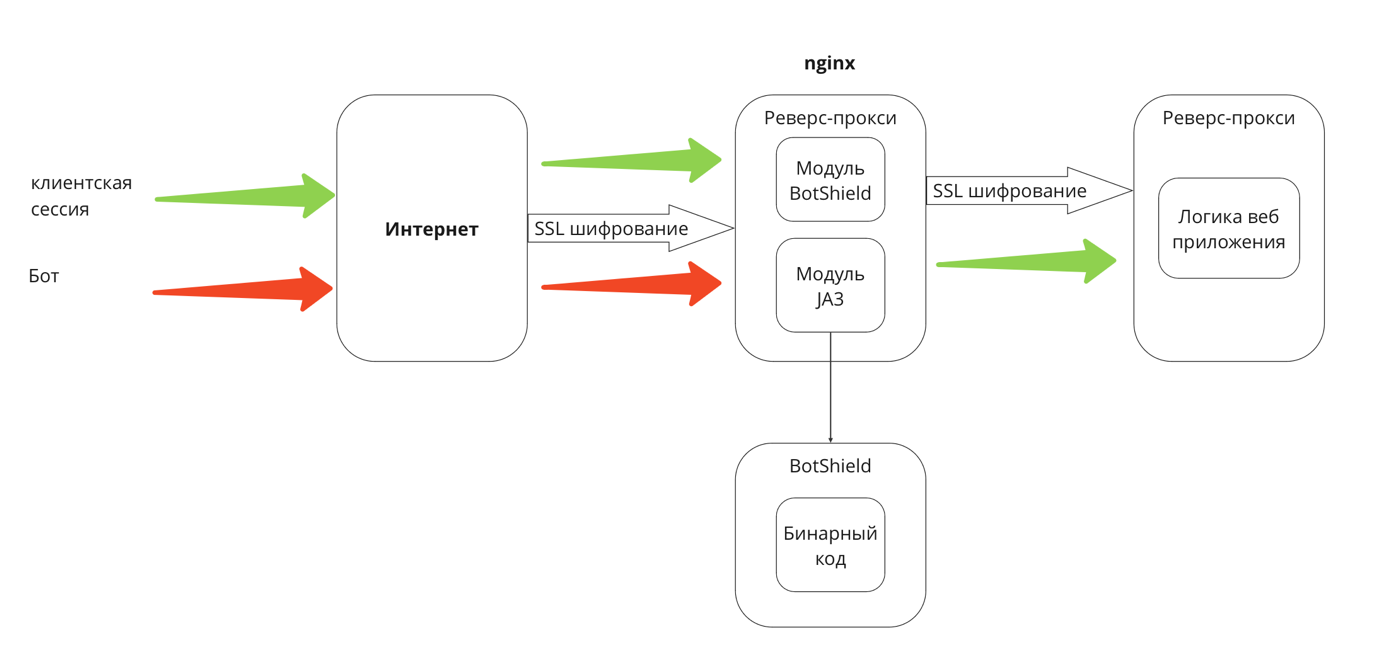 nginx
клиентская
сессия
Бот
Интернет
SSL шифрование
Реверс-прокси
Модуль
BotShield
Модуль
JA3
SSL шифрование
Реверс-прокси
Логика веб
приложения
BotShield
Бинарный
код